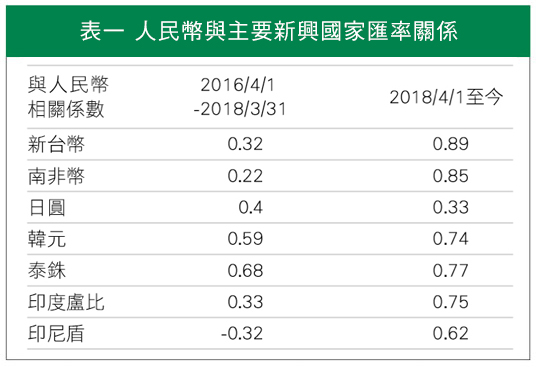 表一 人民幣與主要新興國家匯率關係
與人民幣相關係數 2016/4/1-2018/3/31 2018/4/1至今
新台幣 0.32 0.89
南非幣 0.22 0.85
日圓 0.4 0.33
韓元 0.59 0.74
泰銖 0.68 0.77
印度盧比 0.33 0.75
印尼盾 -0.32 0.62